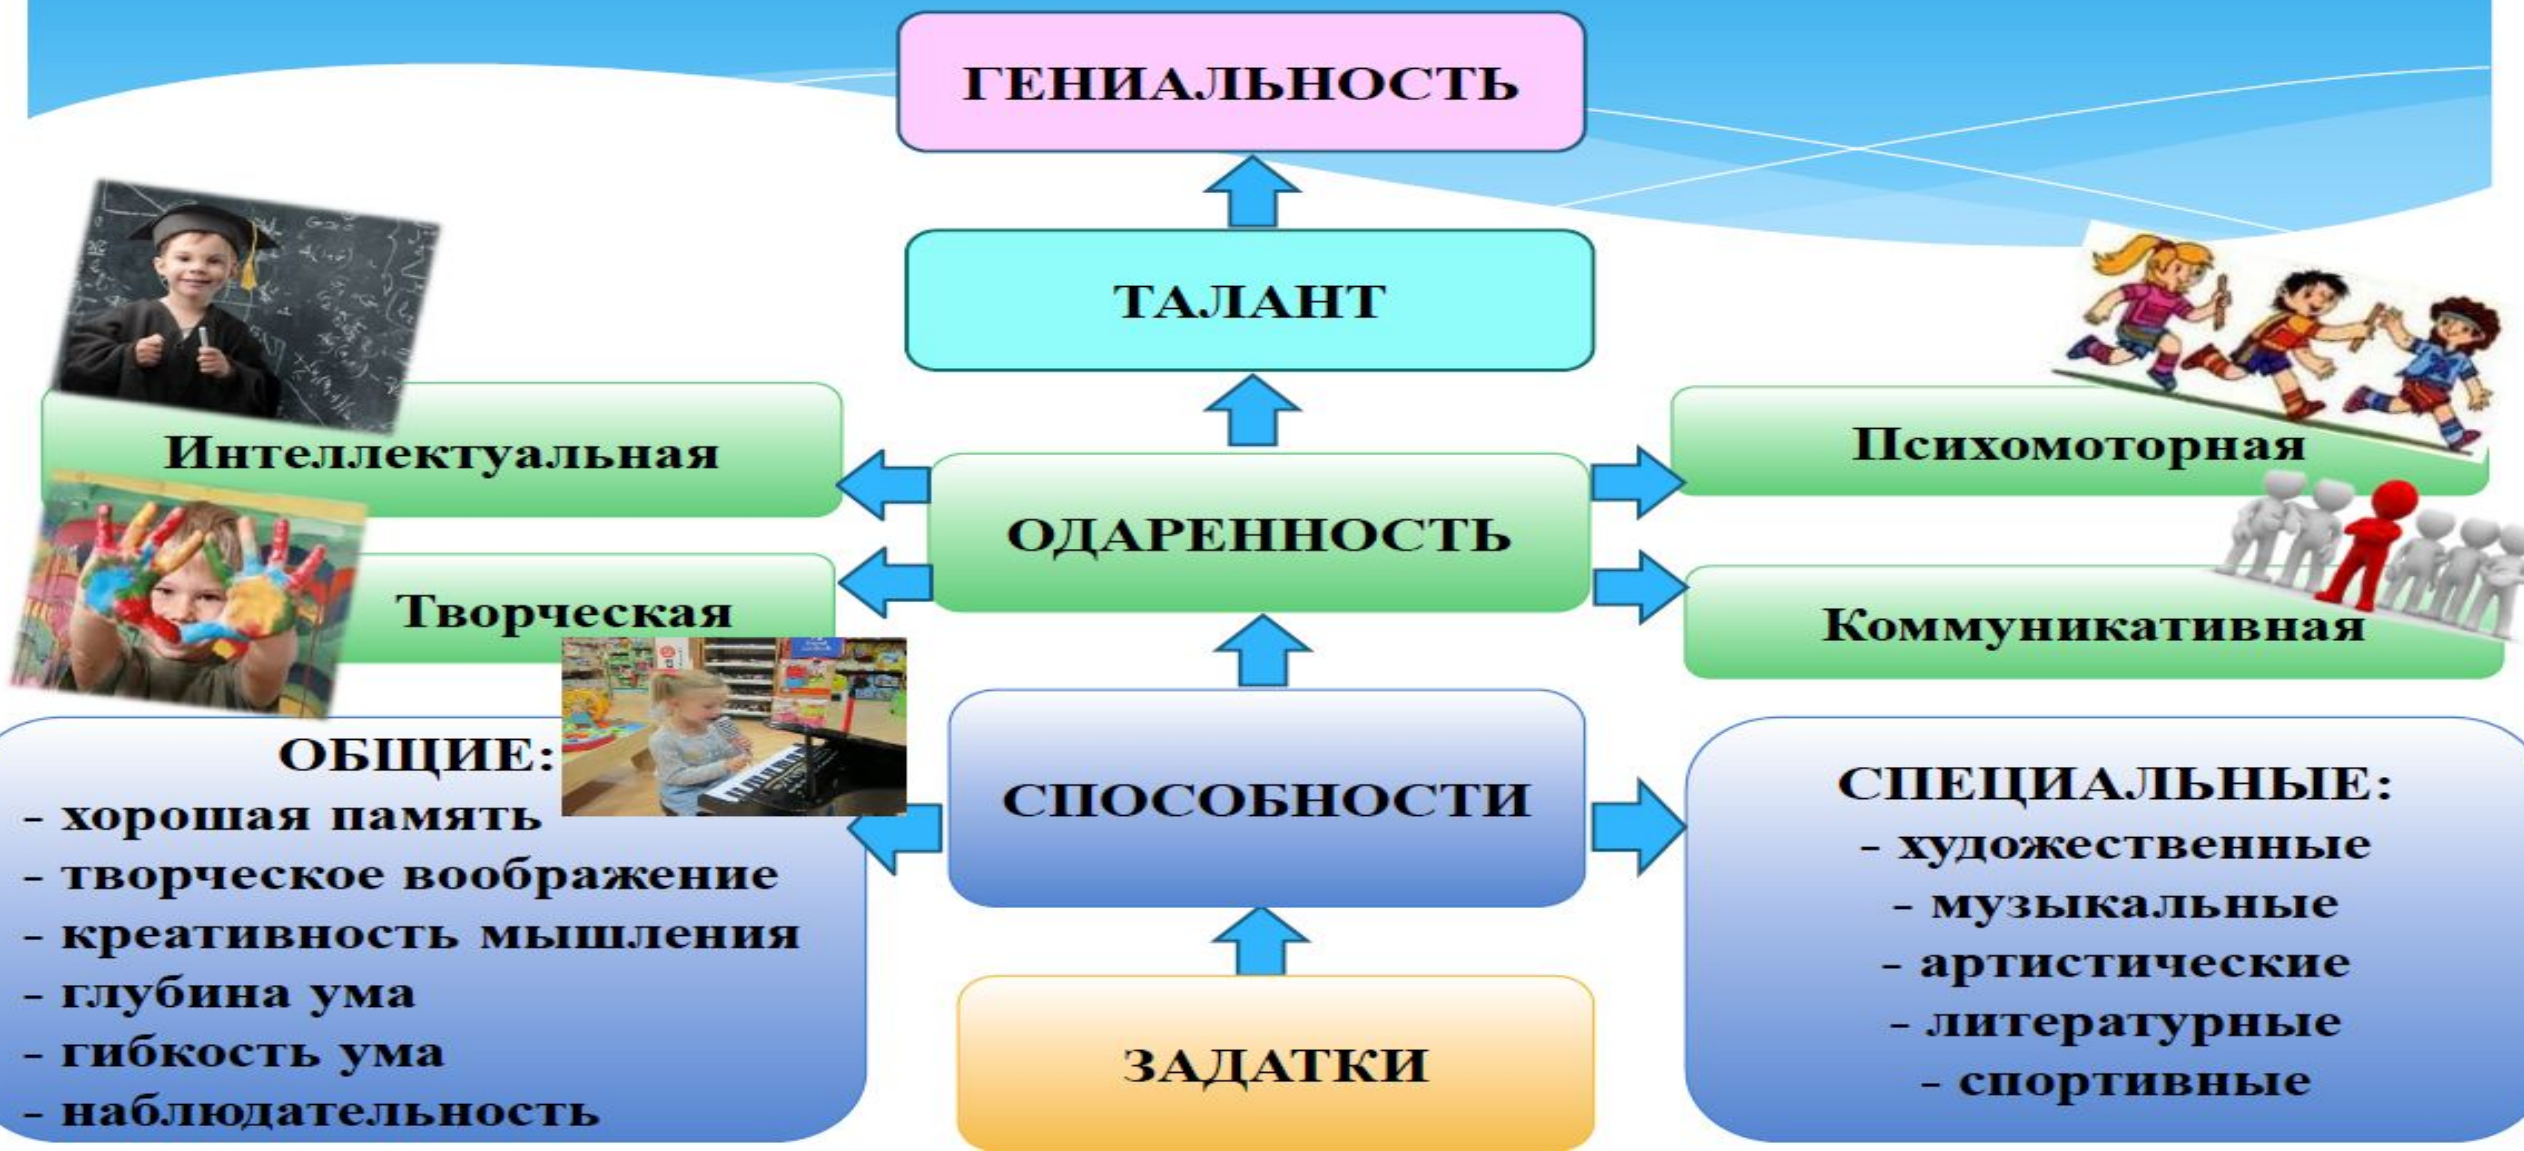 ГЕНИАЛЬНОСТЬ
ТАЛАНТ
Интеллектуальная
Психомоторная
ОДАРЕННОСТЬ
Творческая
Коммуникативная
ОБЩИЕ:
- хорошая память
- творческое воображение
- креативность мышления
- глубина ума
- гибкость ума
- наблюдательность
СПОСОБНОСТИ
СПЕЦИАЛЬНЫЕ:
- художественные
- музыкальные
- артистические
- литературные
- спортивные
ЗАДАТКИ